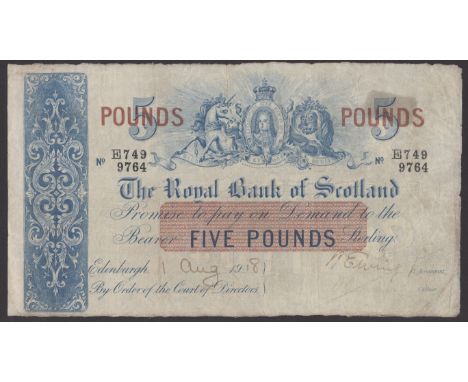 5 POUNDS POUNDS 5
Nº E749 9764 Nº E749 9764
The Royal Bank of Scotland
Promise to pay on Demand to the
Bearer FIVE POUNDS Sterling.
Edinburgh, 1 Aug 1918
By Order of the Court of Directors